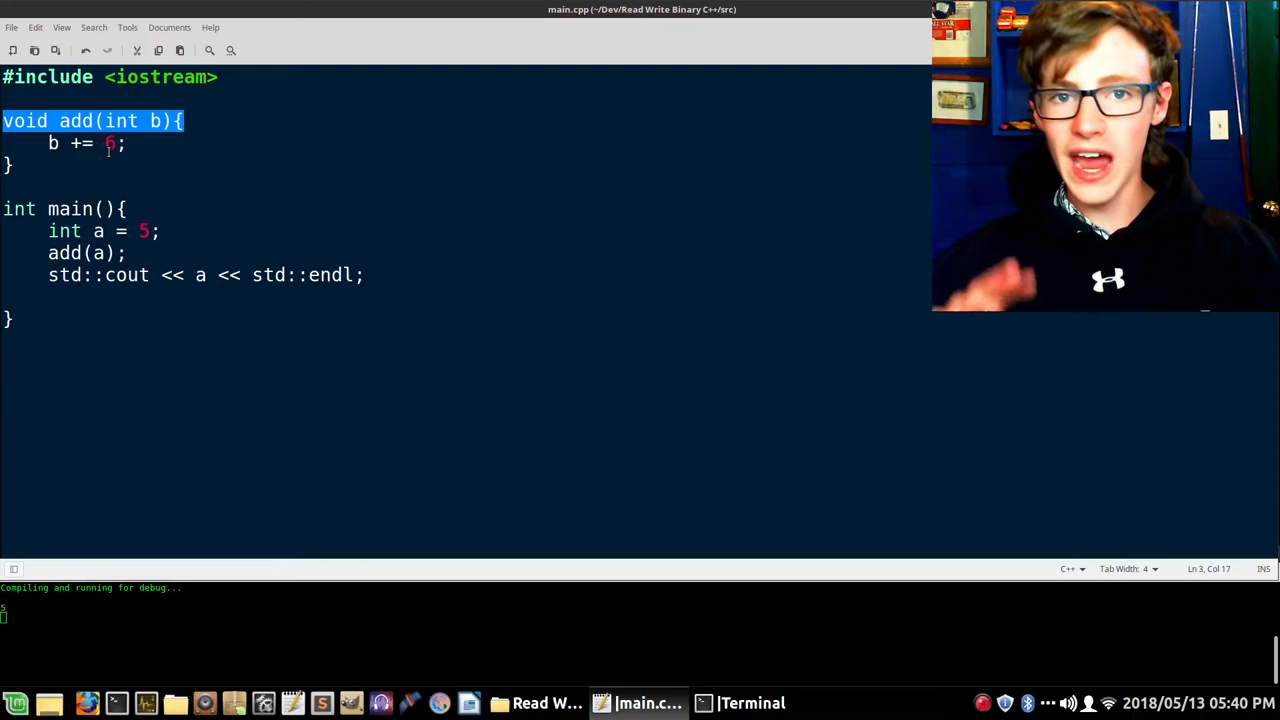 main.cpp (~/Dev/Read Write Binary C++/src)
File Edit View Search Tools Documents Help
#include <iostream>
void add(int b){
b += 6;
}
int main(){
int a = 5;
add(a);
std::cout << a << std::endl;
}
ALL STAR
C++ Tab Width: 4 Ln 3, Col 17 INS
Compiling and running for debug...
5
Read W... |main.c... |Terminal 2018/05/13 05:40 PM